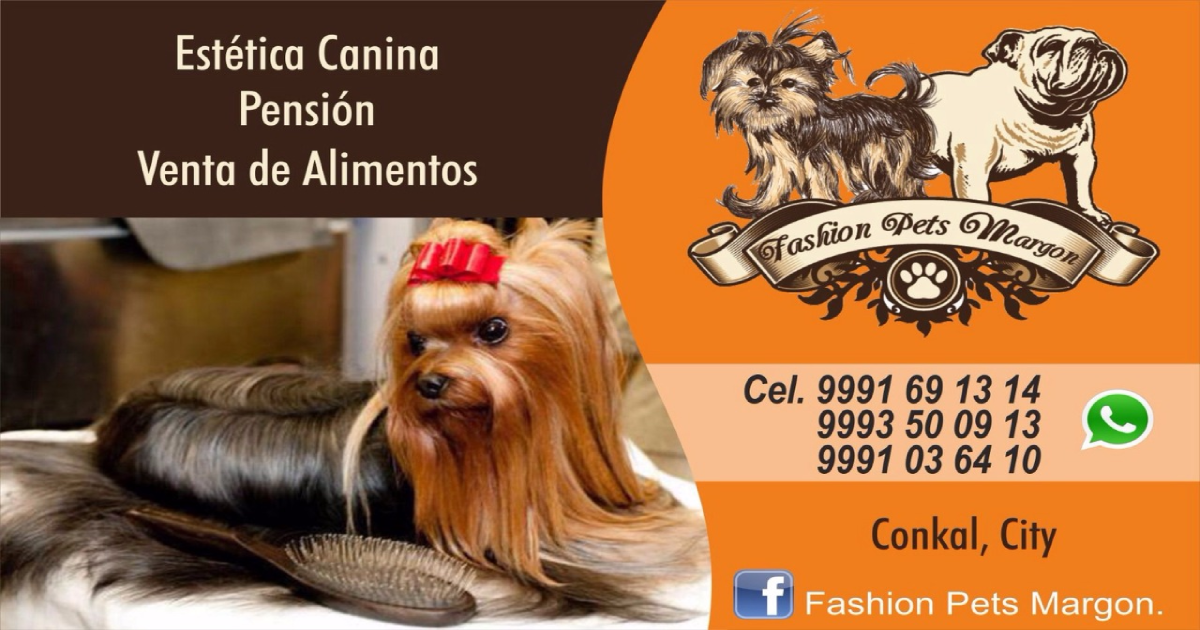 Estética Canina
Pensión
Venta de Alimentos
Fashion Pets Margon
Cel. 9991 69 13 14
9993 50 09 13
9991 03 64 10
Conkal, City
f Fashion Pets Margon.